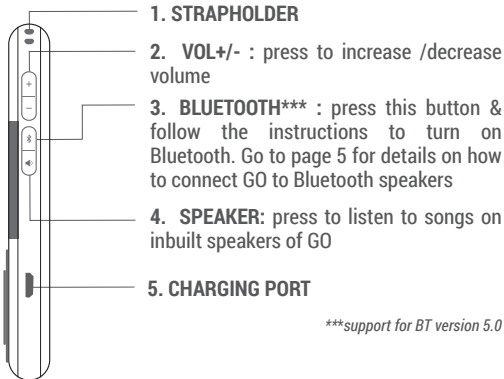 1. STRAPHOLDER
2. VOL+/- : press to increase /decrease
volume
3. BLUETOOTH*** : press this button &
follow the instructions to turn on
Bluetooth. Go to page 5 for details on how
to connect GO to Bluetooth speakers
4. SPEAKER: press to listen to songs on
inbuilt speakers of GO
5. CHARGING PORT
***support for BT version 5.0